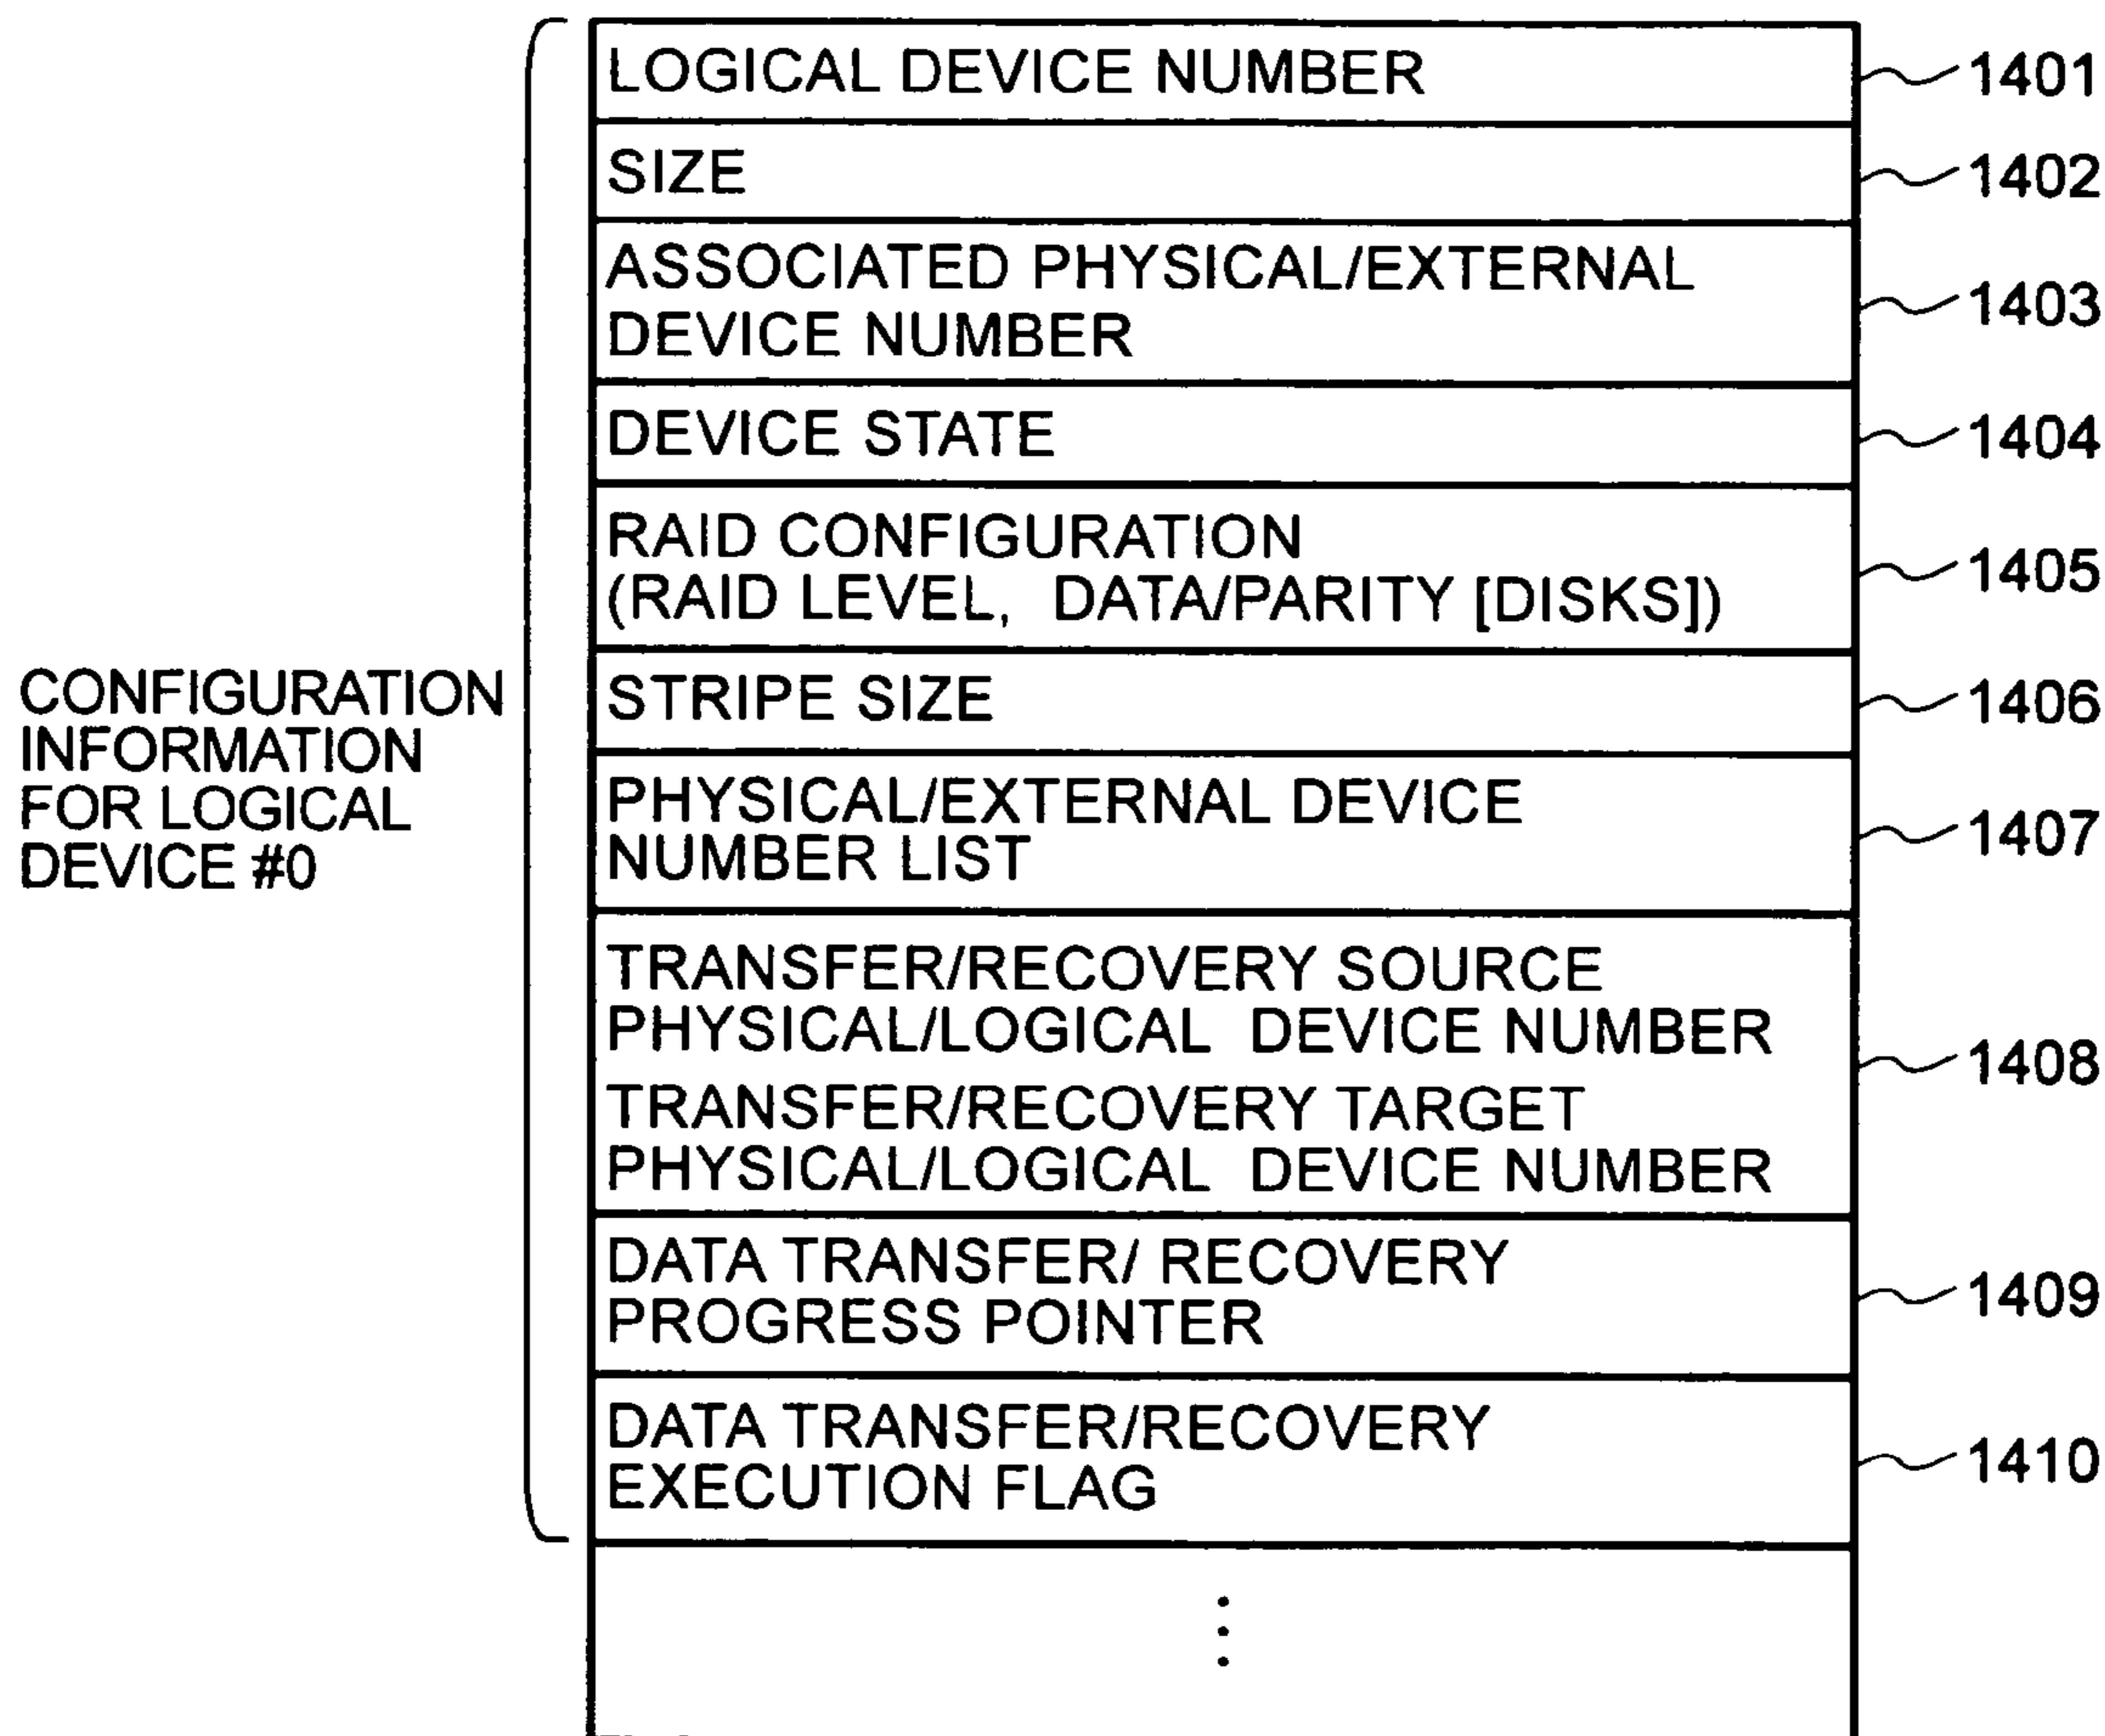 LOGICAL DEVICE NUMBER
1401
SIZE
1402
ASSOCIATED PHYSICAL/EXTERNAL
DEVICE NUMBER
1403
DEVICE STATE
1404
RAID CONFIGURATION
(RAID LEVEL, DATA/PARITY [DISKS])
1405
CONFIGURATION
INFORMATION
FOR LOGICAL
DEVICE #0
STRIPE SIZE
1406
PHYSICAL/EXTERNAL DEVICE
NUMBER LIST
1407
TRANSFER/RECOVERY SOURCE
PHYSICAL/LOGICAL DEVICE NUMBER
TRANSFER/RECOVERY TARGET
PHYSICAL/LOGICAL DEVICE NUMBER
1408
DATA TRANSFER/ RECOVERY
PROGRESS POINTER
1409
DATA TRANSFER/RECOVERY
EXECUTION FLAG
1410